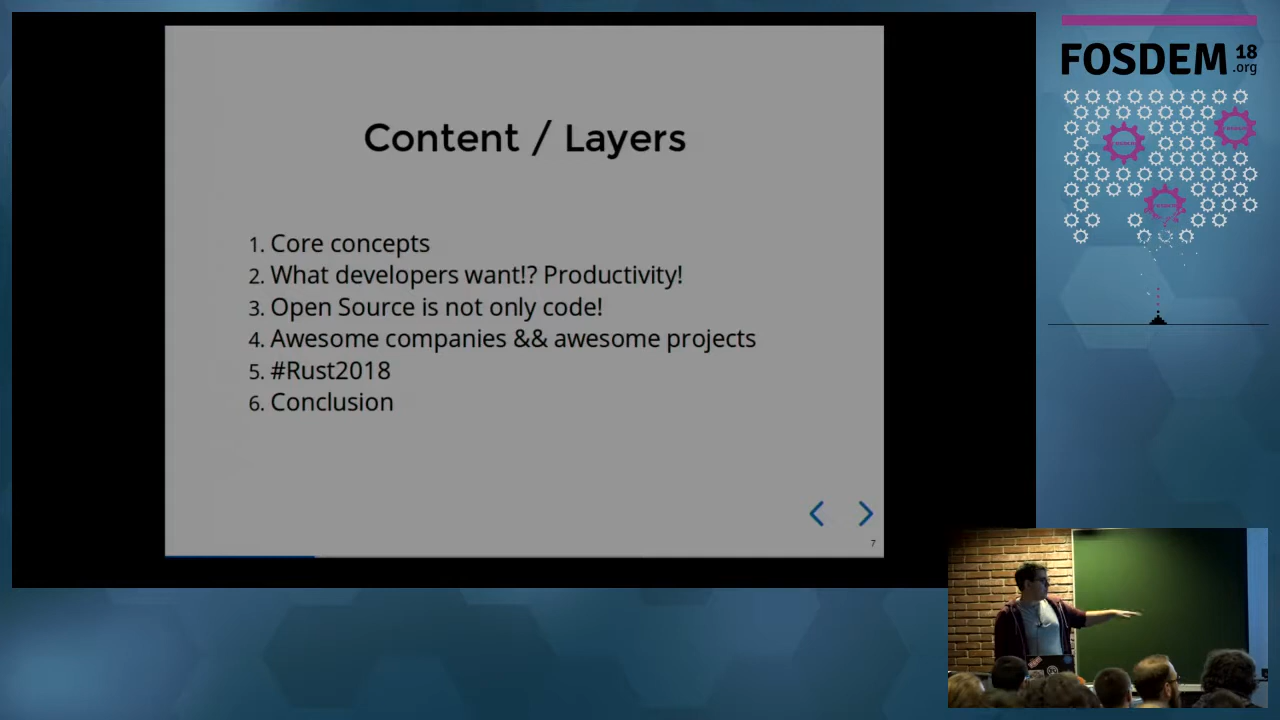 Content / Layers
1. Core concepts
2. What developers want!? Productivity!
3. Open Source is not only code!
4. Awesome companies && awesome projects
5. #Rust2018
6. Conclusion
7
FOSDEM 18
.org